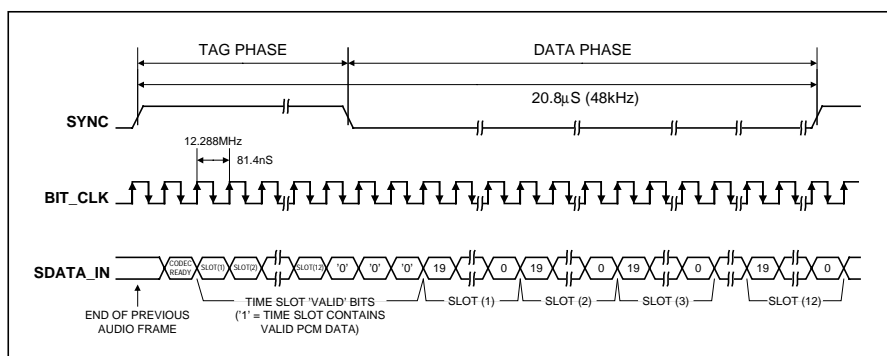 TAG PHASE DATA PHASE
20.8µS (48kHz)
SYNC
12.288MHz
81.4nS
BIT_CLK
SDATA_IN CODEC READY SLOT(1) SLOT(2) SLOT(12) '0' '0' '0' 19 0 19 0 19 0 19 0
SLOT (1) SLOT (2) SLOT (3) SLOT (12)
END OF PREVIOUS
AUDIO FRAME
TIME SLOT 'VALID' BITS
('1' = TIME SLOT CONTAINS
VALID PCM DATA)